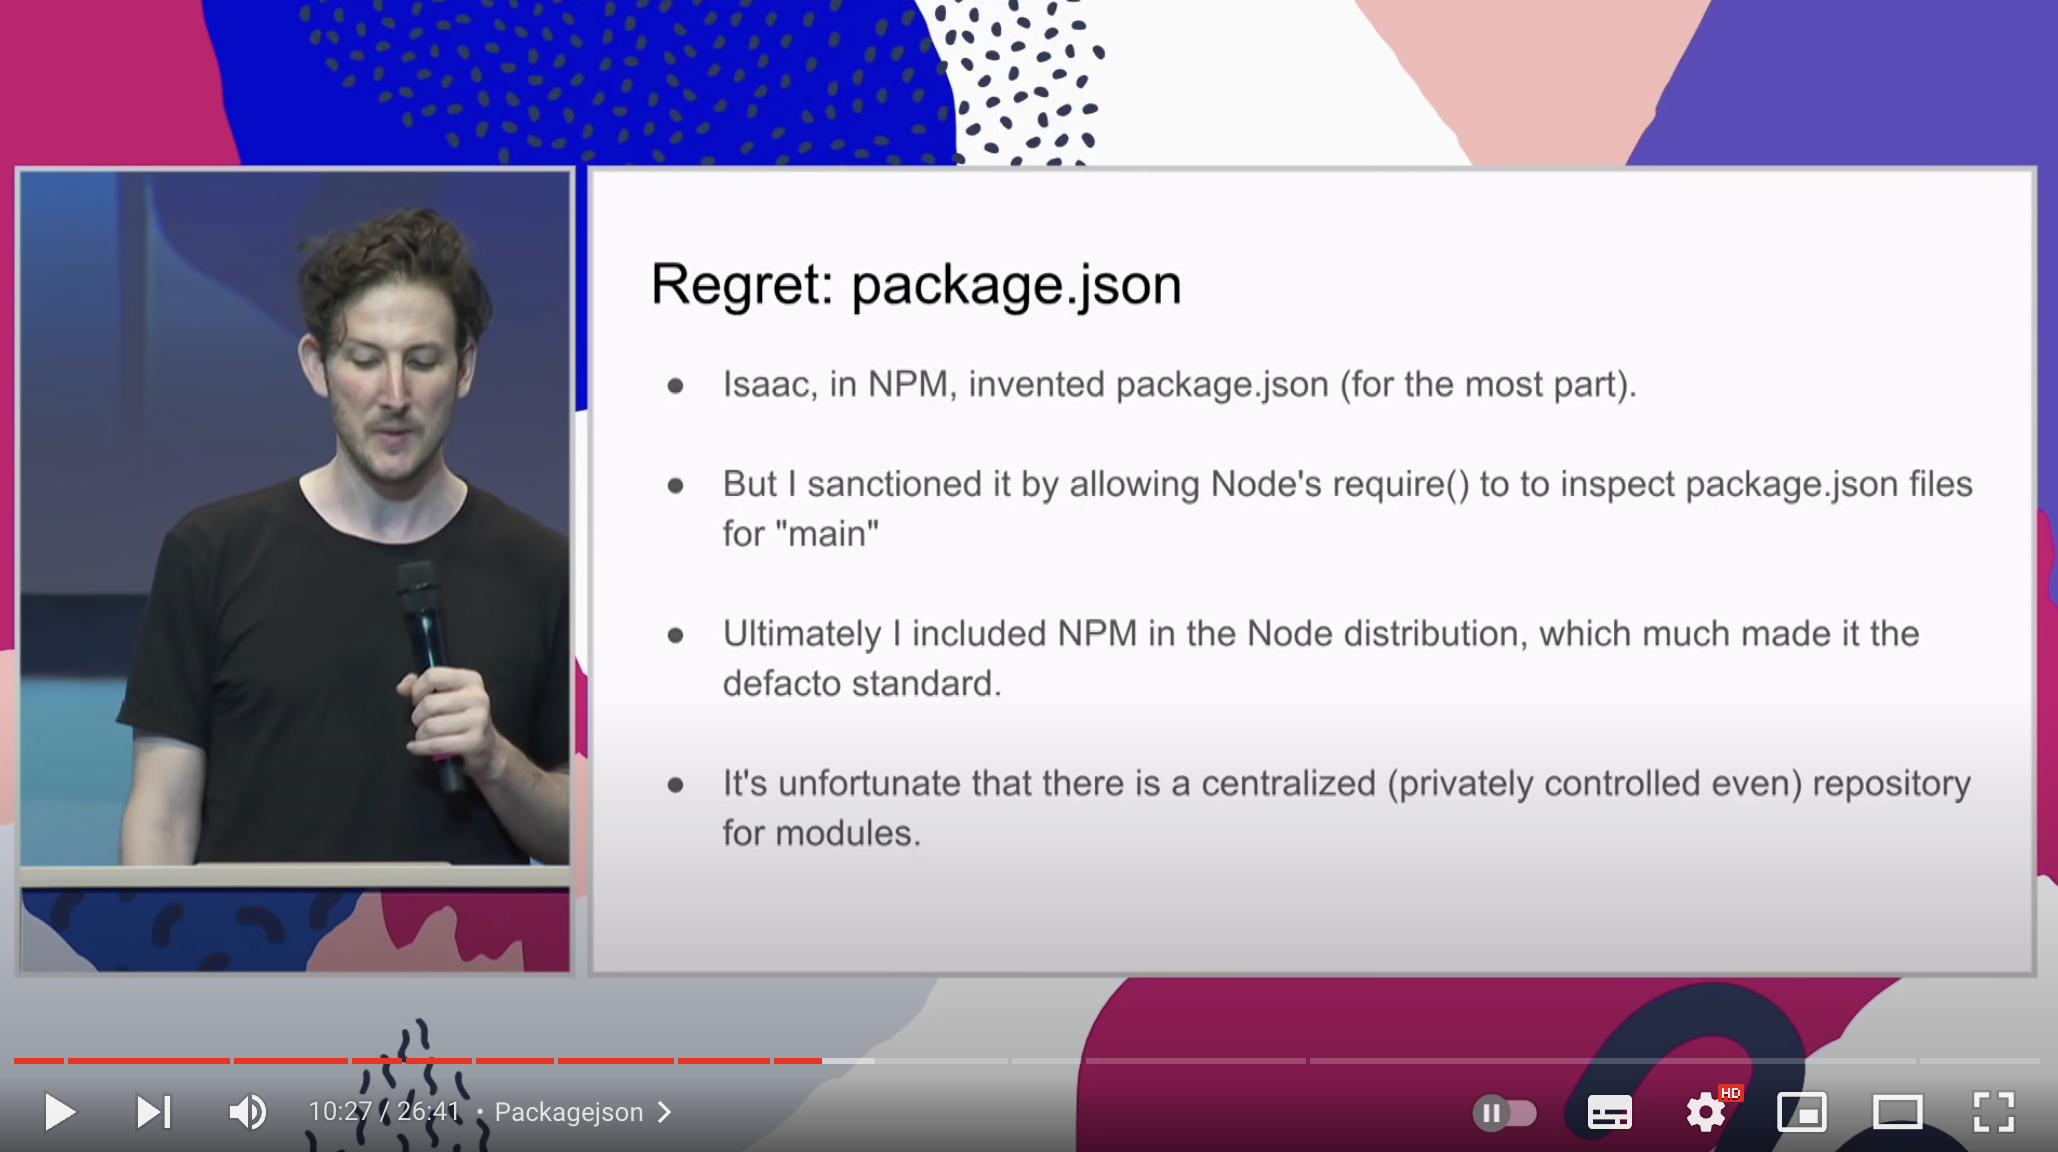 Regret: package.json
● Isaac, in NPM, invented package.json (for the most part).
● But I sanctioned it by allowing Node's require() to to inspect package.json files
for "main"
● Ultimately I included NPM in the Node distribution, which much made it the
defacto standard.
● It's unfortunate that there is a centralized (privately controlled even) repository
for modules.
10:27 / 26:41 • Packagejson
HD